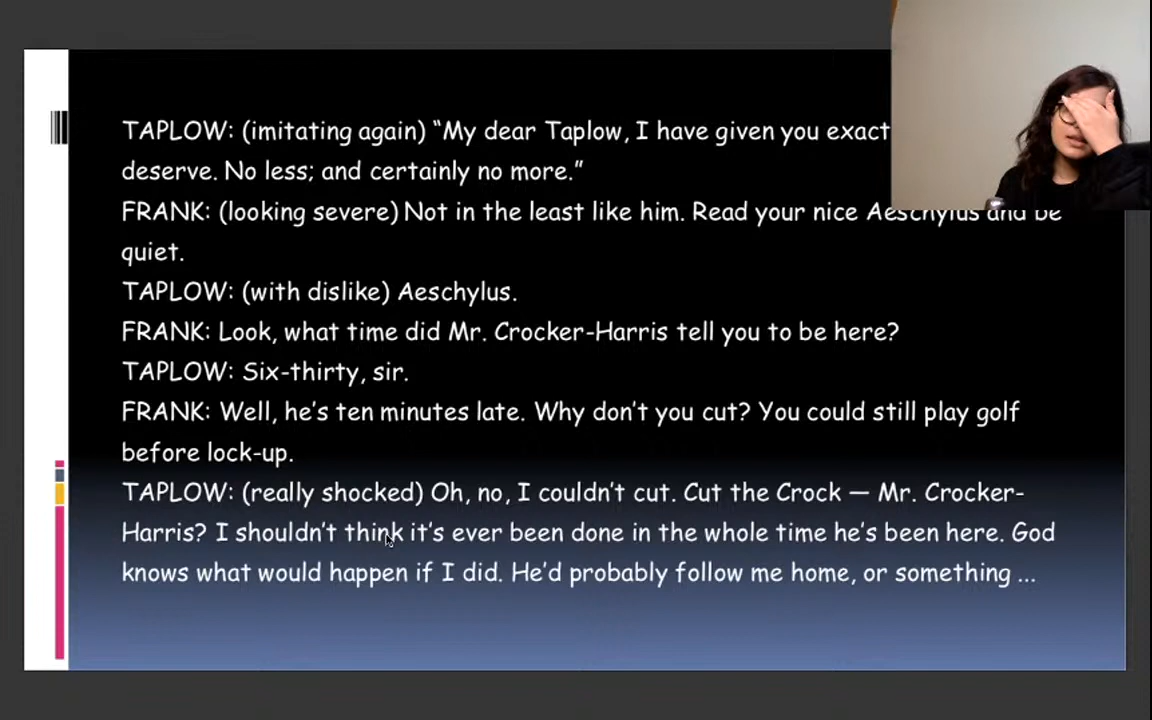 TAPLOW: (imitating again) “My dear Taplow, I have given you exact
deserve. No less; and certainly no more.”
FRANK: (looking severe) Not in the least like him. Read your nice Aeschylus and be
quiet.
TAPLOW: (with dislike) Aeschylus.
FRANK: Look, what time did Mr. Crocker-Harris tell you to be here?
TAPLOW: Six-thirty, sir.
FRANK: Well, he’s ten minutes late. Why don’t you cut? You could still play golf
before lock-up.
TAPLOW: (really shocked) Oh, no, I couldn’t cut. Cut the Crock — Mr. Crocker-
Harris? I shouldn’t think it’s ever been done in the whole time he’s been here. God
knows what would happen if I did. He’d probably follow me home, or something ...